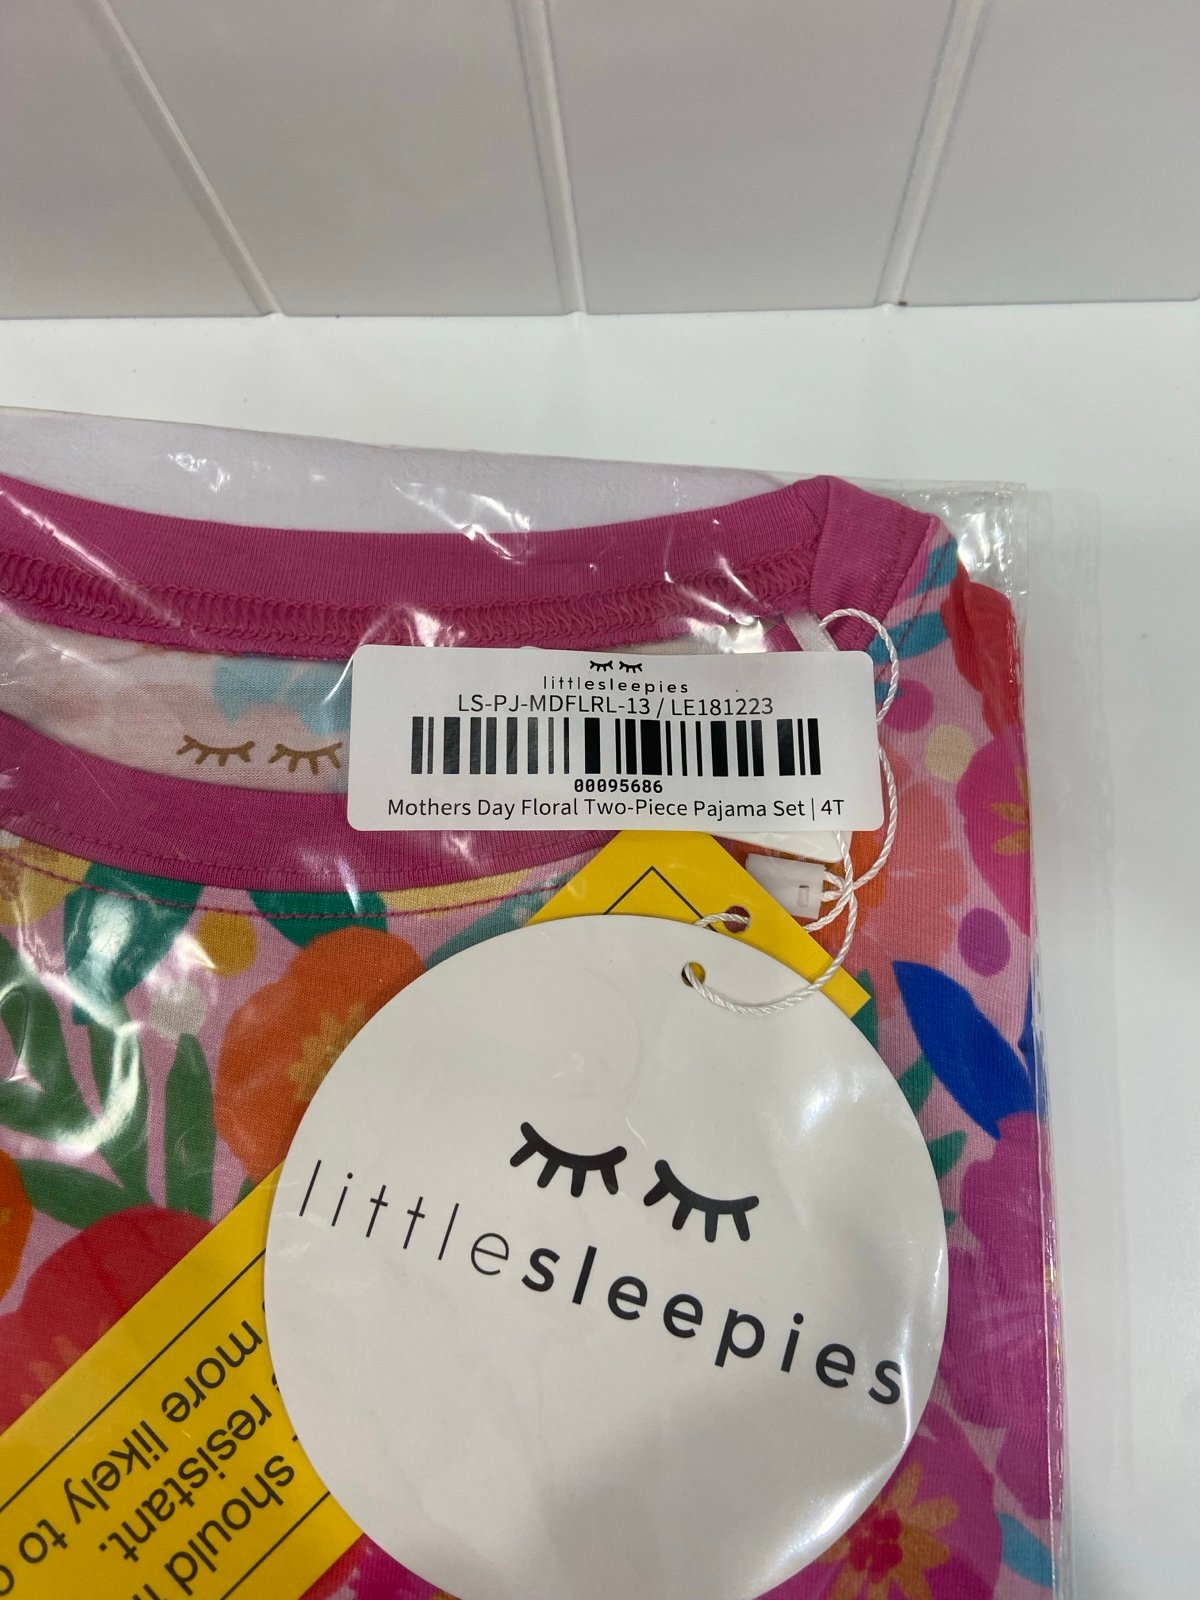 littlesleepies
LS-PJ-MDFLRL-13 / LE181223
00095686
Mothers Day Floral Two-Piece Pajama Set | 4T
littlesleepies
should
resistant.
more likely to